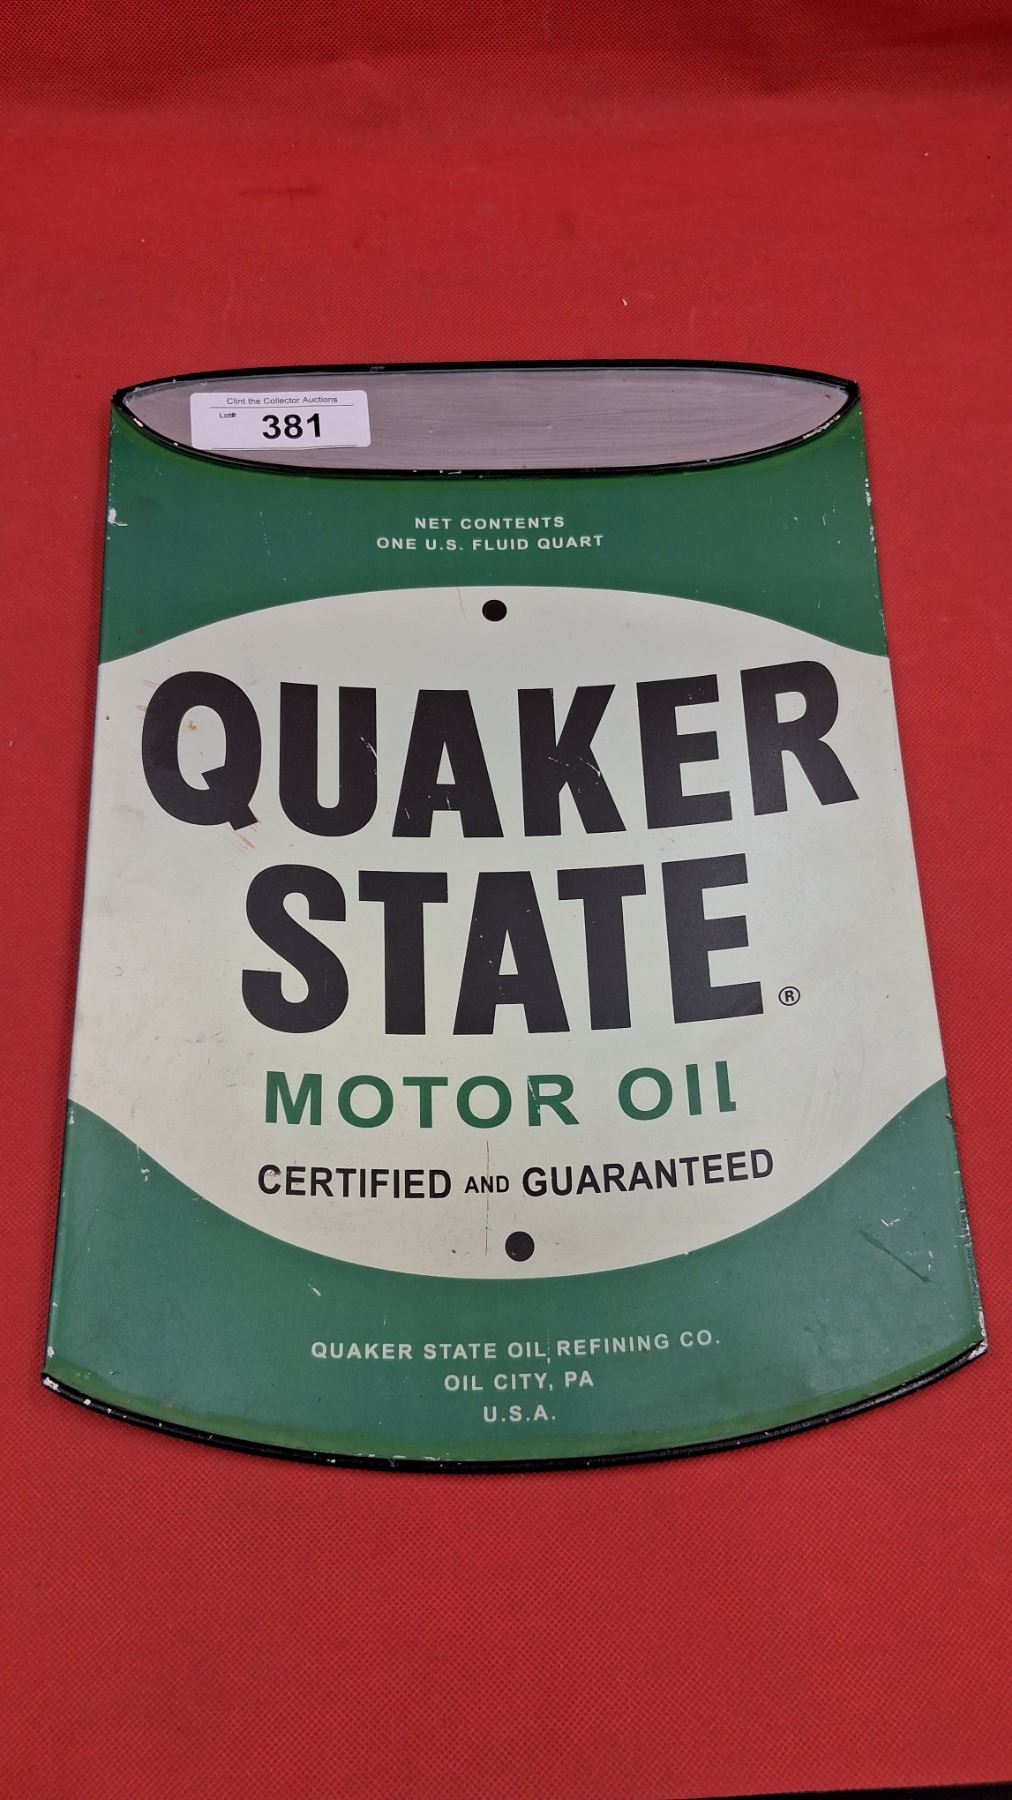 Clint the Collector Auctions
Lot#
381
NET CONTENTS
ONE U.S. FLUID QUART
QUAKER
STATE®
MOTOR OIL
CERTIFIED AND GUARANTEED
QUAKER STATE OIL REFINING CO.
OIL CITY, PA
U.S.A.